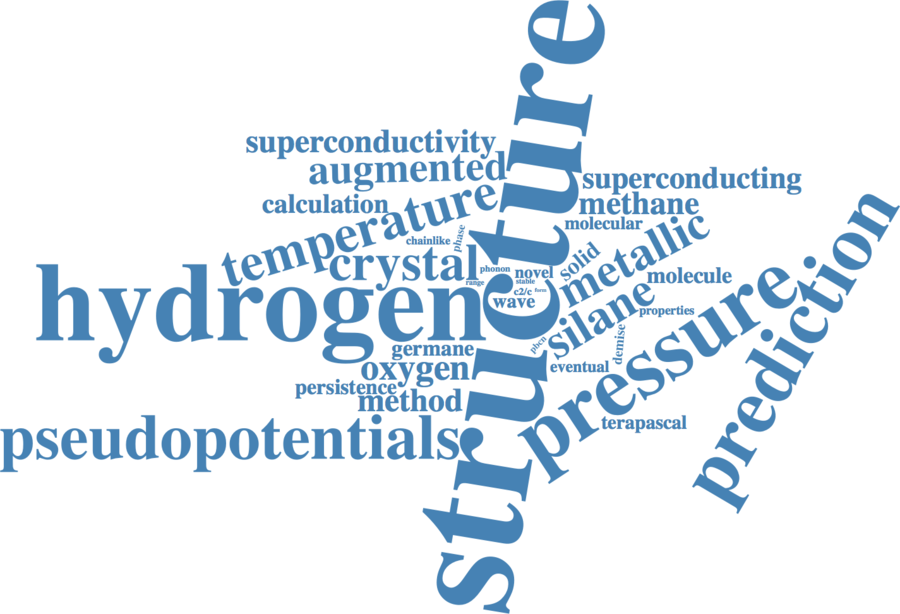 structure
superconductivity
augmented
superconducting
calculation
temperature
methane
molecular
phase
chainlike
crystal
phonon
novel
solid
metallic
molecule
range
stable
c2/c
form
wave
hydrogen
silane
properties
prediction
pressure
pbcn
demise
germane
oxygen
eventual
persistence
method
terapascal
pseudopotentials